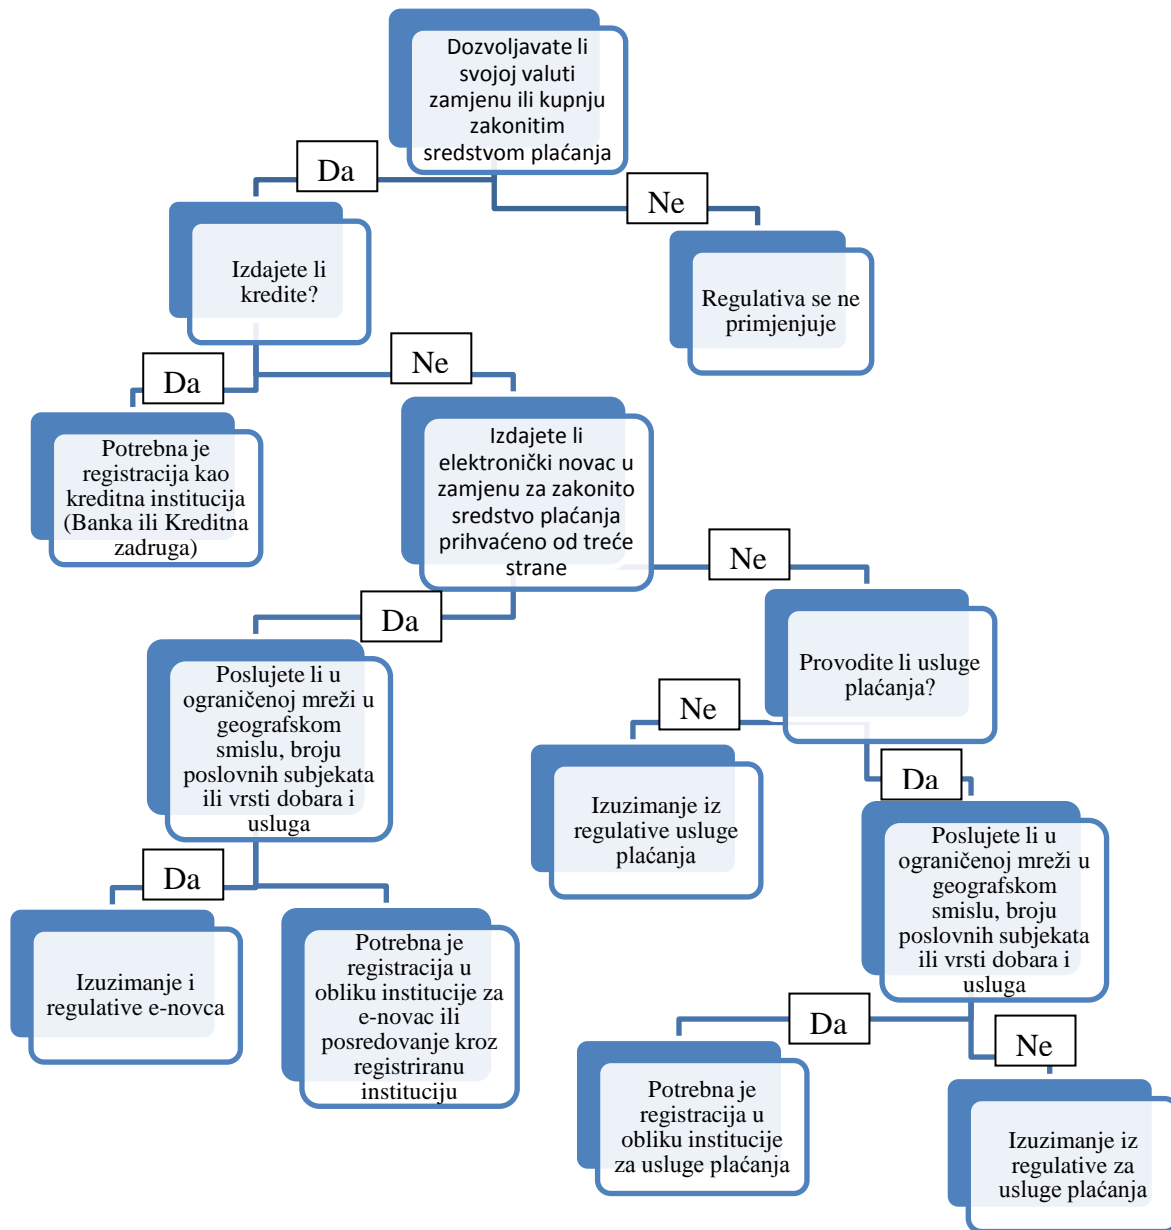 Dozvoljavate li
svojoj valuti
zamjenu ili kupnju
zakonitim
sredstvom plaćanja
Da
Ne
Izdajete li
kredite?
Regulativa se ne
primjenjuje
Da
Ne
Potrebna je
registracija kao
kreditna institucija
(Banka ili Kreditna
zadruga)
Izdajete li
elektronički novac u
zamjenu za zakonito
sredstvo plaćanja
prihvaćeno od treće
strane
Da
Ne
Poslujete li u
ograničenoj mreži u
geografskom
smislu, broju
poslovnih subjekata
ili vrsti dobara i
usluga
Provodite li usluge
plaćanja?
Ne
Da
Izuzimanje iz
regulative usluge
plaćanja
Poslujete li u
ograničenoj mreži u
geografskom
smislu, broju
poslovnih subjekata
ili vrsti dobara i
usluga
Da
Izuzimanje i
regulative e-novca
Potrebna je
registracija u
obliku institucije za
e-novac ili
posredovanje kroz
registriranu
instituciju
Da
Ne
Potrebna je
registracija u
obliku institucije
za usluge plaćanja
Izuzimanje iz
regulative za
usluge plaćanja